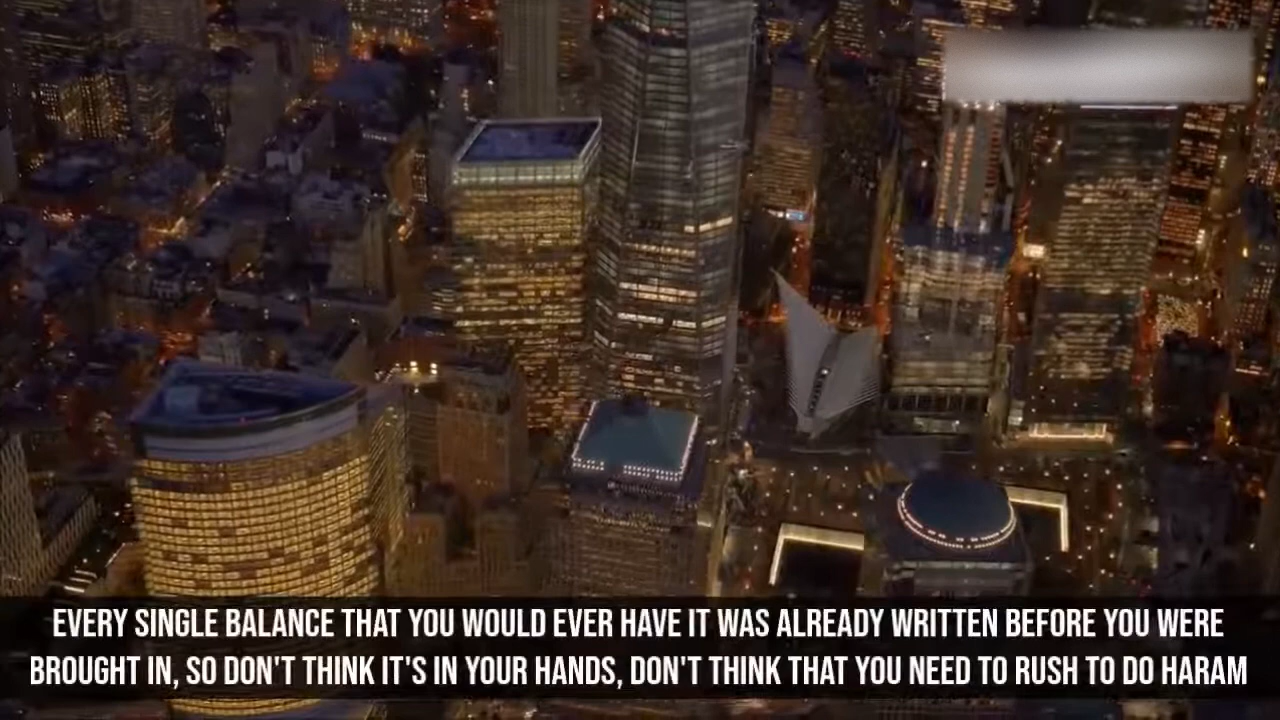 EVERY SINGLE BALANCE THAT YOU WOULD EVER HAVE IT WAS ALREADY WRITTEN BEFORE YOU WERE
BROUGHT IN, SO DON'T THINK IT'S IN YOUR HANDS, DON'T THINK THAT YOU NEED TO RUSH TO DO HARAM